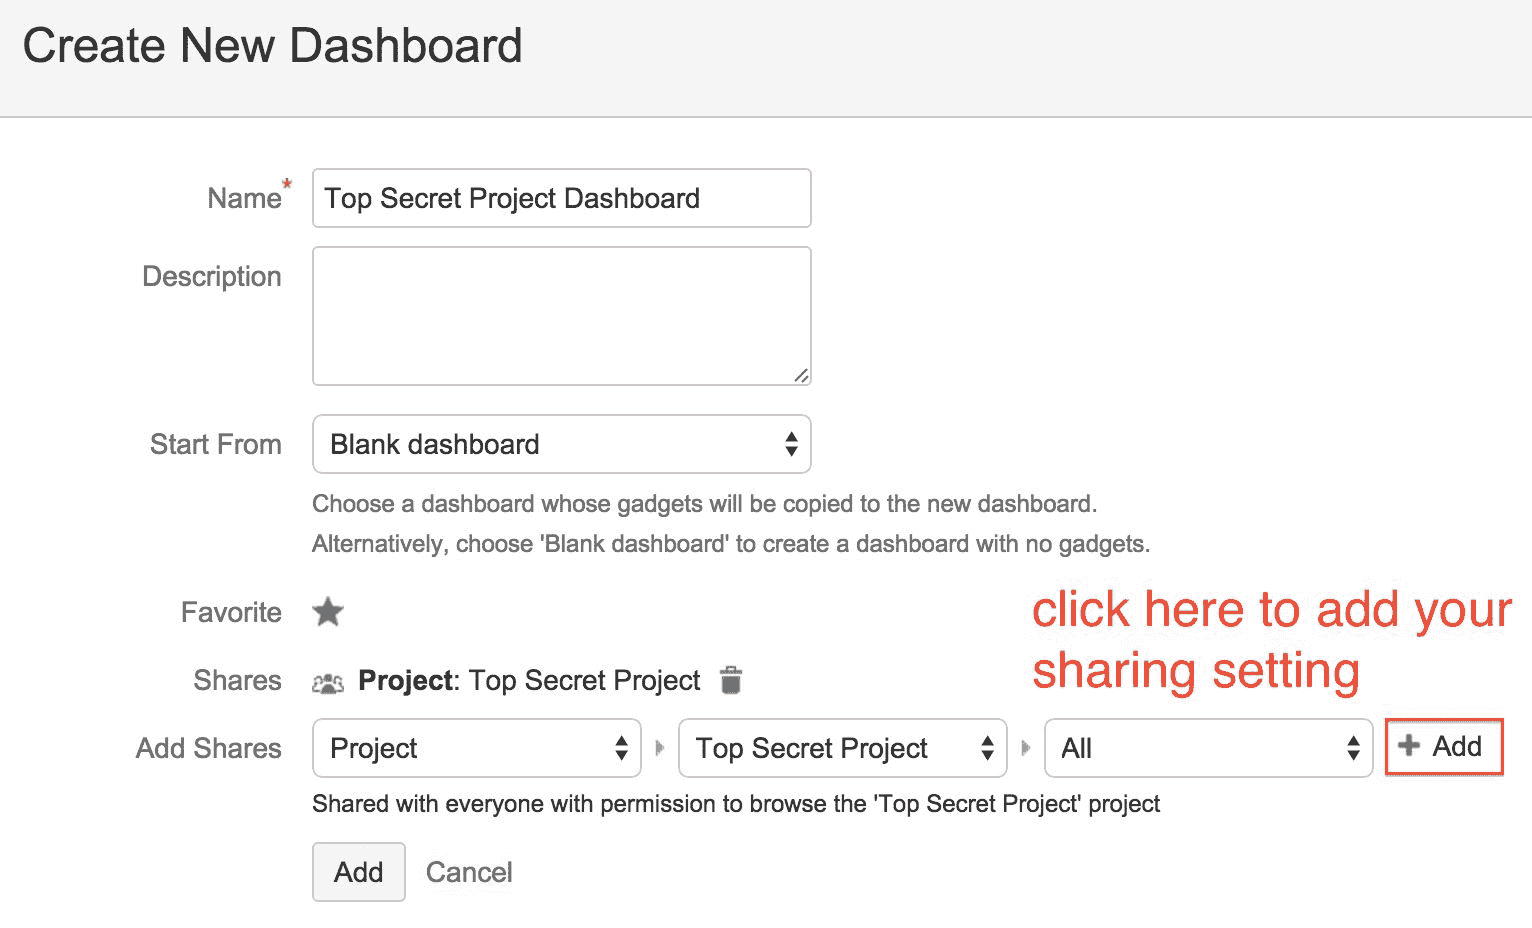 Create New Dashboard
Name*
Top Secret Project Dashboard
Description
Start From
Blank dashboard
Choose a dashboard whose gadgets will be copied to the new dashboard.
Alternatively, choose 'Blank dashboard' to create a dashboard with no gadgets.
Favorite
click here to add your
sharing setting
Shares
Project: Top Secret Project
Add Shares
Project
Top Secret Project
All
+ Add
Shared with everyone with permission to browse the 'Top Secret Project' project
Add
Cancel